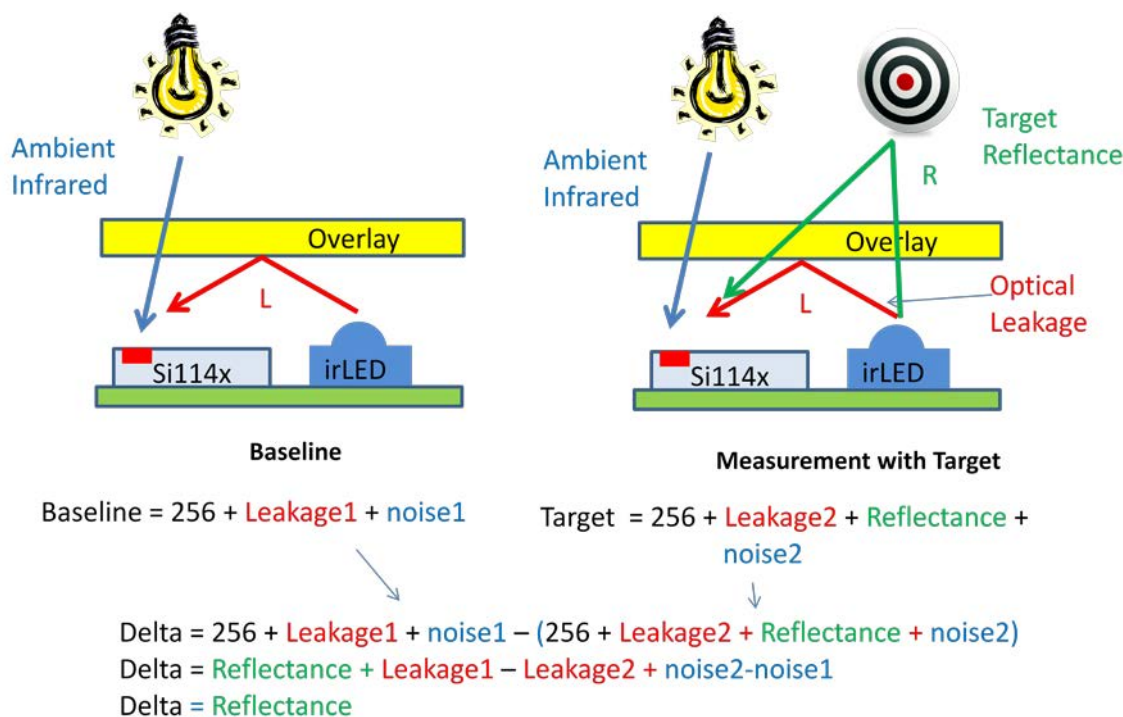 Ambient
Infrared
Overlay
L
Si114x
irLED
Baseline
Baseline = 256 + Leakage1 + noise1
Ambient
Infrared
Target
Reflectance
R
Overlay
L
Optical
Leakage
Si114x
irLED
Measurement with Target
Target = 256 + Leakage2 + Reflectance +
noise2
Delta = 256 + Leakage1 + noise1 – (256 + Leakage2 + Reflectance + noise2)
Delta = Reflectance + Leakage1 – Leakage2 + noise2-noise1
Delta = Reflectance